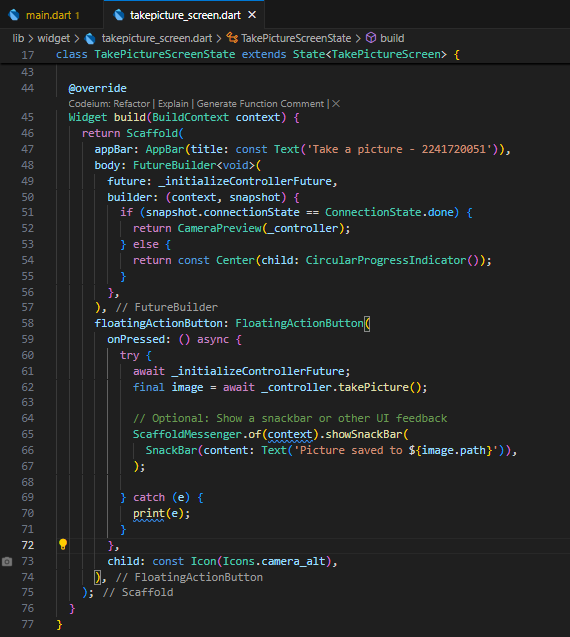 main.dart 1
takepicture_screen.dart ×
lib > widget > takepicture_screen.dart > TakePictureScreenState > build
17 class TakePictureScreenState extends State<TakePictureScreen> {
43
44 @override
Codeium: Refactor | Explain | Generate Function Comment | ×
45 Widget build(BuildContext context) {
46 return Scaffold(
47 appBar: AppBar(title: const Text('Take a picture - 2241720051')),
48 body: FutureBuilder<void>(
49 future: _initializeControllerFuture,
50 builder: (context, snapshot) {
51 if (snapshot.connectionState == ConnectionState.done) {
52 return CameraPreview(_controller);
53 } else {
54 return const Center(child: CircularProgressIndicator());
55 }
56 },
57 ), // FutureBuilder
58 floatingActionButton: FloatingActionButton(
59 onPressed: () async {
60 try {
61 await _initializeControllerFuture;
62 final image = await _controller.takePicture();
63
64 // Optional: Show a snackbar or other UI feedback
65 ScaffoldMessenger.of(context).showSnackBar(
66 SnackBar(content: Text('Picture saved to ${image.path}')),
67 );
68
69 } catch (e) {
70 print(e);
71 }
72 },
73 child: const Icon(Icons.camera_alt),
74 ), // FloatingActionButton
75 ); // Scaffold
76 }
77 }